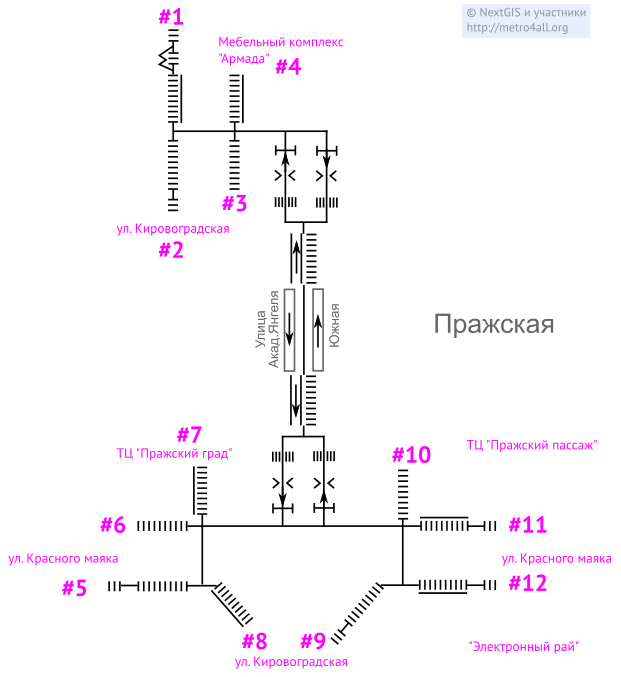 #1
© NextGIS и участники
http://metro4all.org
Мебельный комплекс
"Армада"
#4
#3
ул. Кировоградская
#2
Улица
Акад.Янгеля
Южная
Пражская
#7
ТЦ "Пражский град"
#10
ТЦ "Пражский пассаж"
#6
#11
ул. Красного маяка
ул. Красного маяка
#5
#12
#8
#9
ул. Кировоградская
"Электронный рай"